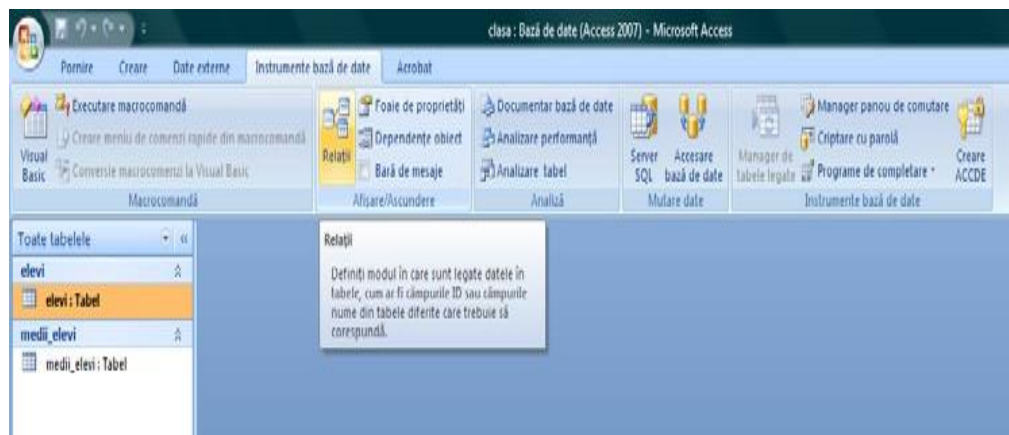 clasa : Bază de date (Access 2007) - Microsoft Access
Pornire Creare Date externe Instrumente bază de date Acrobat
Visual Basic
Executare macrocomandă
Creare meniu de comenzi rapide din macrocomandă
Conversie macrocomenzi la Visual Basic
Macrocomandă
Relații
Foaie de proprietăți
Dependențe obiect
Bară de mesaje
Afișare/Ascundere
Documentar bază de date
Analizare performanță
Analizare tabel
Analiză
Server SQL
Accesare bază de date
Mutare date
Manager de tabele legate
Manager panou de comutare
Criptare cu parolă
Programe de completare
Creare ACCDE
Instrumente bază de date
Toate tabelele
elevi
elevi : Tabel
medii_elevi
medii_elevi : Tabel
Relații
Definiți modul în care sunt legate datele în
tabele, cum ar fi câmpurile ID sau câmpurile
nume din tabele diferite care trebuie să
corespundă.